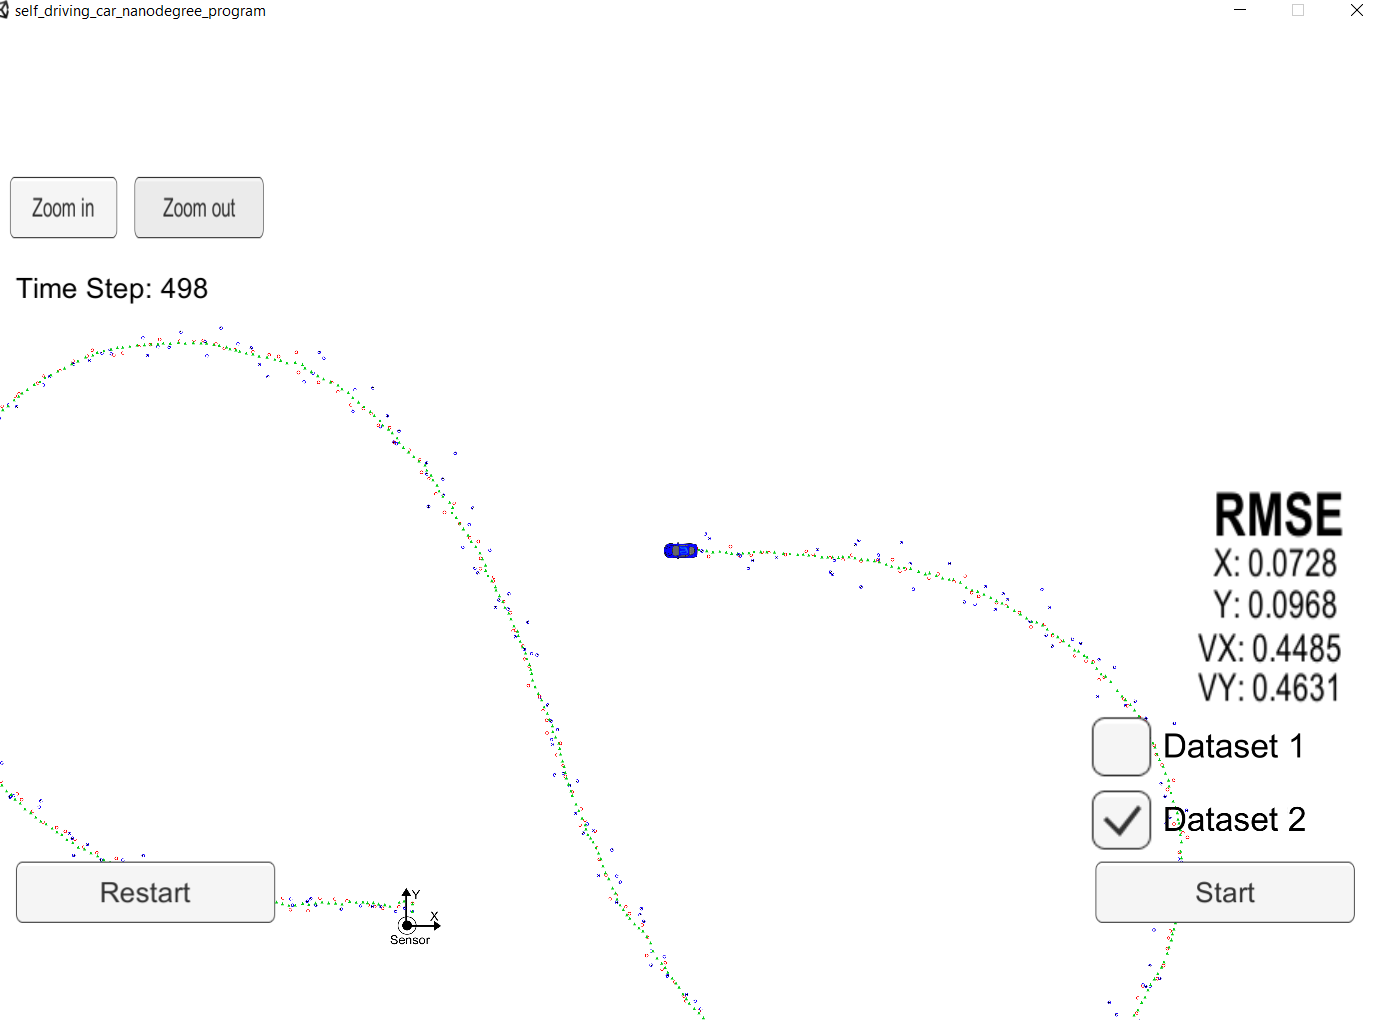 self_driving_car_nanodegree_program
Zoom in
Zoom out
Time Step: 498
RMSE
X: 0.0728
Y: 0.0968
VX: 0.4485
VY: 0.4631
Dataset 1
Dataset 2
Restart
Y
X
Sensor
Start